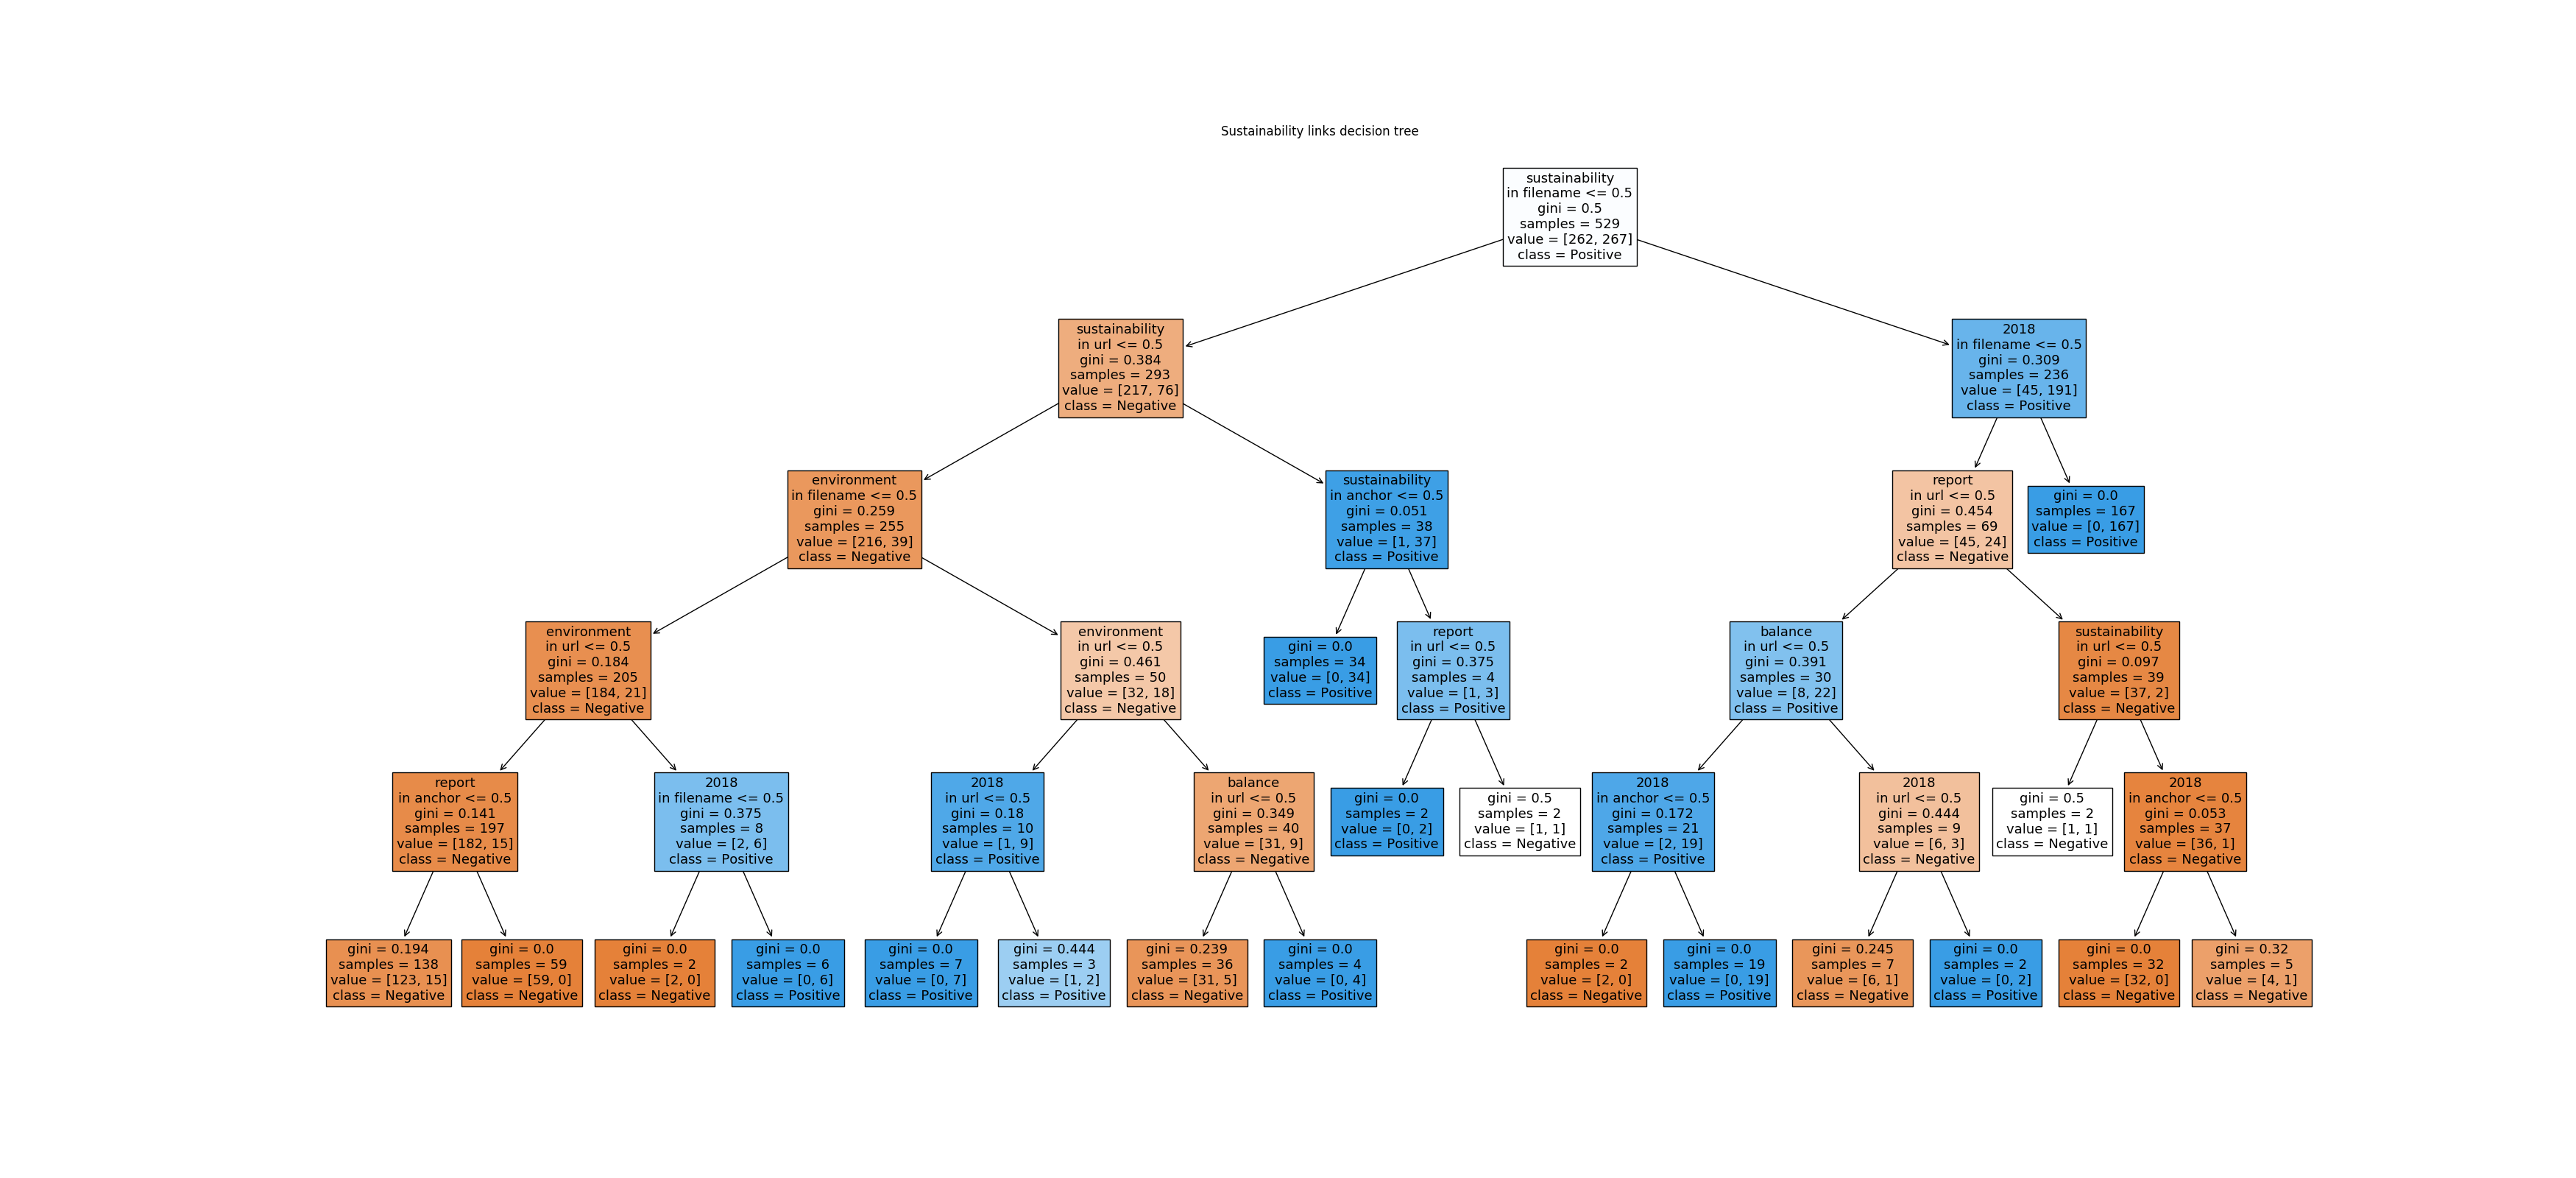 Sustainability links decision tree
sustainability
in filename <= 0.5
gini = 0.5
samples = 529
value = [262, 267]
class = Positive
sustainability
in url <= 0.5
gini = 0.384
samples = 293
value = [217, 76]
class = Negative
2018
in filename <= 0.5
gini = 0.309
samples = 236
value = [45, 191]
class = Positive
environment
in filename <= 0.5
gini = 0.259
samples = 255
value = [216, 39]
class = Negative
sustainability
in anchor <= 0.5
gini = 0.051
samples = 38
value = [1, 37]
class = Positive
report
in url <= 0.5
gini = 0.454
samples = 69
value = [45, 24]
class = Negative
gini = 0.0
samples = 167
value = [0, 167]
class = Positive
environment
in url <= 0.5
gini = 0.184
samples = 205
value = [184, 21]
class = Negative
environment
in url <= 0.5
gini = 0.461
samples = 50
value = [32, 18]
class = Negative
gini = 0.0
samples = 34
value = [0, 34]
class = Positive
report
in url <= 0.5
gini = 0.375
samples = 4
value = [1, 3]
class = Positive
balance
in url <= 0.5
gini = 0.391
samples = 30
value = [8, 22]
class = Positive
sustainability
in url <= 0.5
gini = 0.097
samples = 39
value = [37, 2]
class = Negative
report
in anchor <= 0.5
gini = 0.141
samples = 197
value = [182, 15]
class = Negative
2018
in filename <= 0.5
gini = 0.375
samples = 8
value = [2, 6]
class = Positive
2018
in url <= 0.5
gini = 0.18
samples = 10
value = [1, 9]
class = Positive
balance
in url <= 0.5
gini = 0.349
samples = 40
value = [31, 9]
class = Negative
gini = 0.0
samples = 2
value = [0, 2]
class = Positive
gini = 0.5
samples = 2
value = [1, 1]
class = Negative
2018
in anchor <= 0.5
gini = 0.172
samples = 21
value = [2, 19]
class = Positive
2018
in url <= 0.5
gini = 0.444
samples = 9
value = [6, 3]
class = Negative
gini = 0.5
samples = 2
value = [1, 1]
class = Negative
2018
in anchor <= 0.5
gini = 0.053
samples = 37
value = [36, 1]
class = Negative
gini = 0.194
samples = 138
value = [123, 15]
class = Negative
gini = 0.0
samples = 59
value = [59, 0]
class = Negative
gini = 0.0
samples = 2
value = [2, 0]
class = Negative
gini = 0.0
samples = 6
value = [0, 6]
class = Positive
gini = 0.0
samples = 7
value = [0, 7]
class = Positive
gini = 0.444
samples = 3
value = [1, 2]
class = Positive
gini = 0.239
samples = 36
value = [31, 5]
class = Negative
gini = 0.0
samples = 4
value = [0, 4]
class = Positive
gini = 0.0
samples = 2
value = [2, 0]
class = Negative
gini = 0.0
samples = 19
value = [0, 19]
class = Positive
gini = 0.245
samples = 7
value = [6, 1]
class = Negative
gini = 0.0
samples = 2
value = [0, 2]
class = Positive
gini = 0.0
samples = 32
value = [32, 0]
class = Negative
gini = 0.32
samples = 5
value = [4, 1]
class = Negative